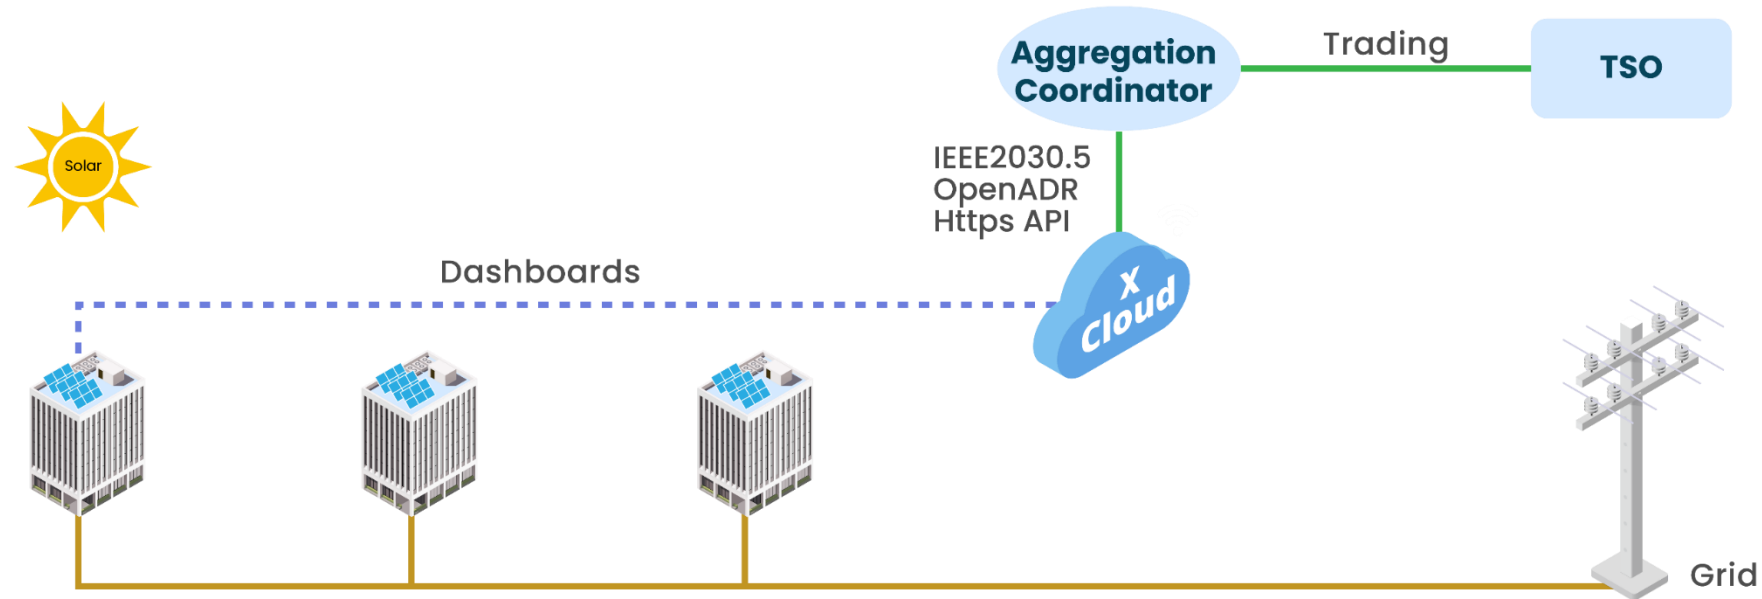 Aggregation
Coordinator
Trading
TSO
Solar
IEEE2030.5
OpenADR
Https API
Dashboards
X
Cloud
Grid